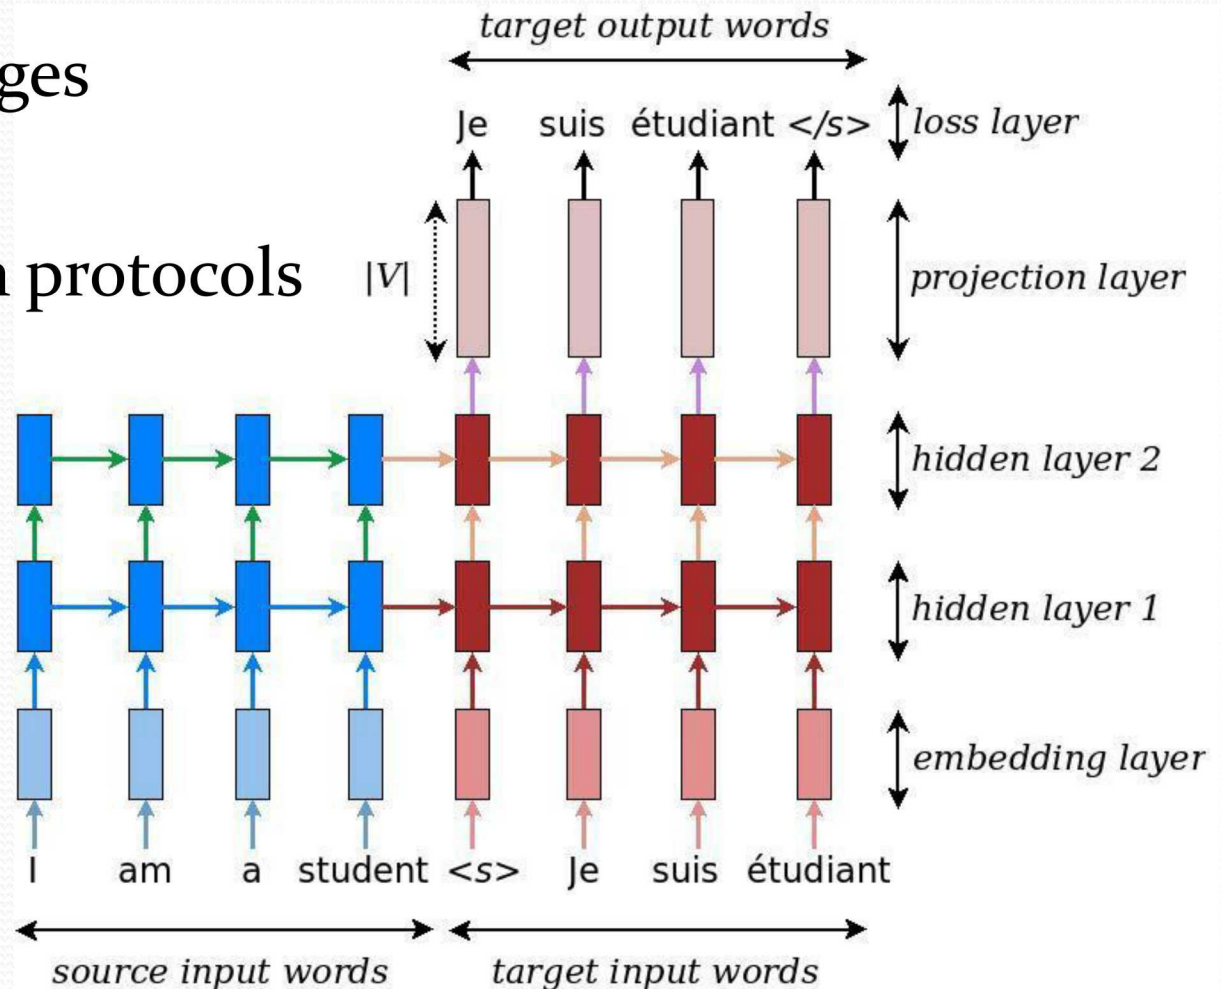 target output words
ges
Je suis étudiant </s>
loss layer
protocols
|V|
projection layer
hidden layer 2
hidden layer 1
embedding layer
I am a student <s> Je suis étudiant
source input words
target input words